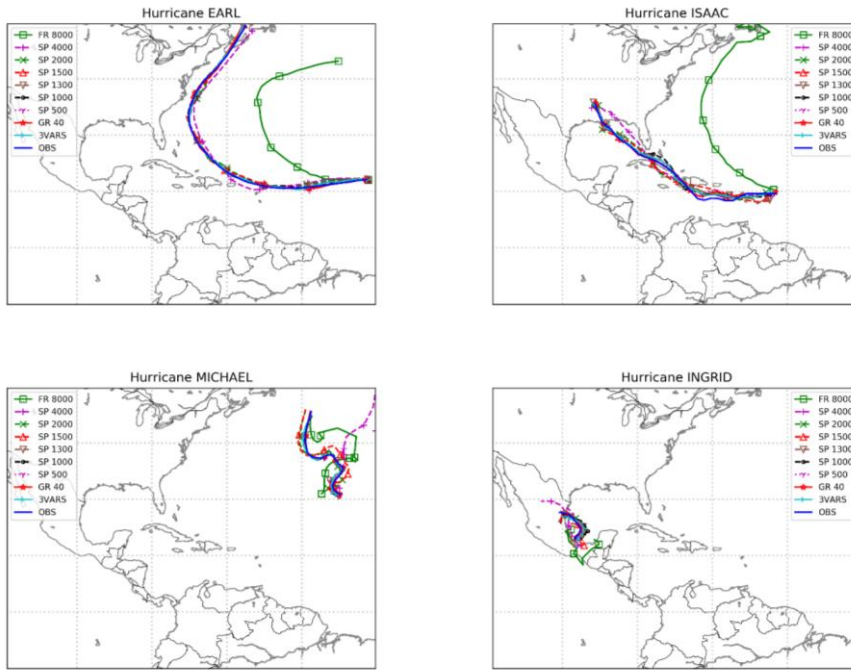 Hurricane EARL
FR 8000
SP 4000
SP 2000
SP 1500
SP 1300
SP 1000
SP 500
GR 40
3VARS
OBS
Hurricane ISAAC
FR 8000
SP 4000
SP 2000
SP 1500
SP 1300
SP 1000
SP 500
GR 40
3VARS
OBS
Hurricane MICHAEL
FR 8000
SP 4000
SP 2000
SP 1500
SP 1300
SP 1000
SP 500
GR 40
3VARS
OBS
Hurricane INGRID
FR 8000
SP 4000
SP 2000
SP 1500
SP 1300
SP 1000
SP 500
GR 40
3VARS
OBS